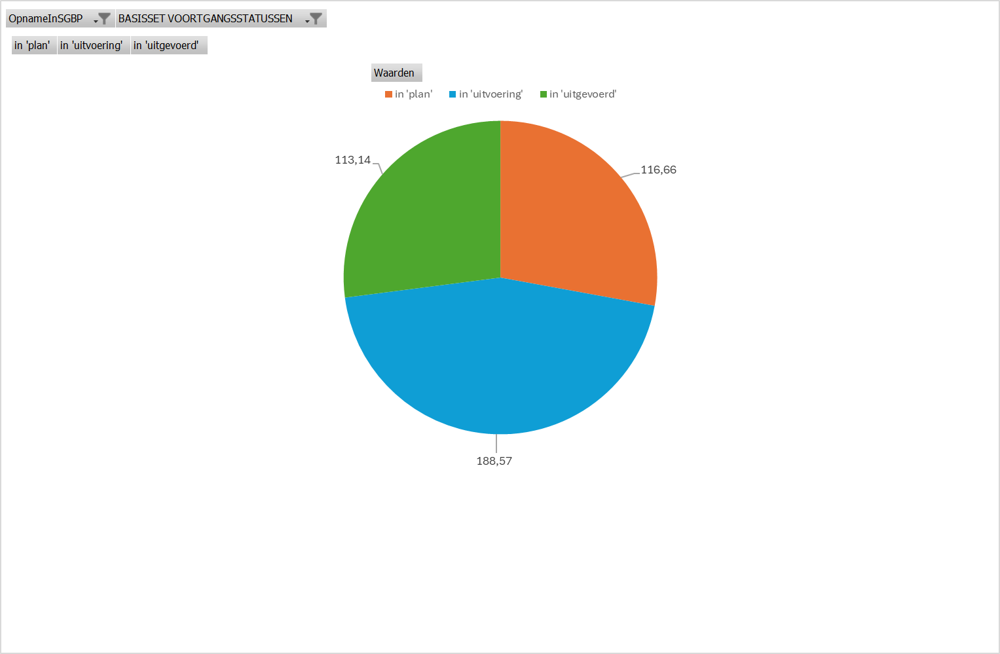 OpnameInSGBP BASISSET VOORTGANGSSTATUSSEN
in 'plan' in 'uitvoering' in 'uitgevoerd'
Waarden
in 'plan' in 'uitvoering' in 'uitgevoerd'
113,14
116,66
188,57